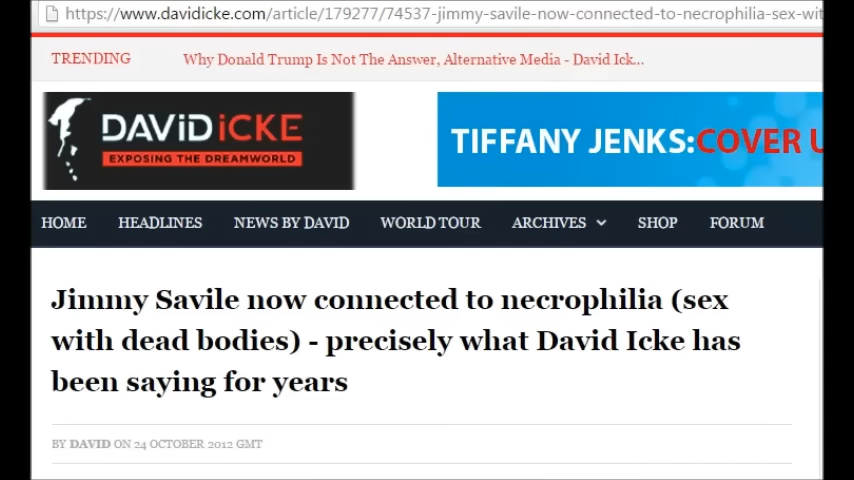 https://www.davidicke.com/article/179277/74537-jimmy-savile-now-connected-to-necrophilia-sex-wit
TRENDING Why Donald Trump Is Not The Answer, Alternative Media - David Ick...
DAViD iCKE
EXPOSING THE DREAMWORLD
TIFFANY JENKS:COVER U
HOME HEADLINES NEWS BY DAVID WORLD TOUR ARCHIVES SHOP FORUM
Jimmy Savile now connected to necrophilia (sex
with dead bodies) - precisely what David Icke has
been saying for years
BY DAVID ON 24 OCTOBER 2012 GMT